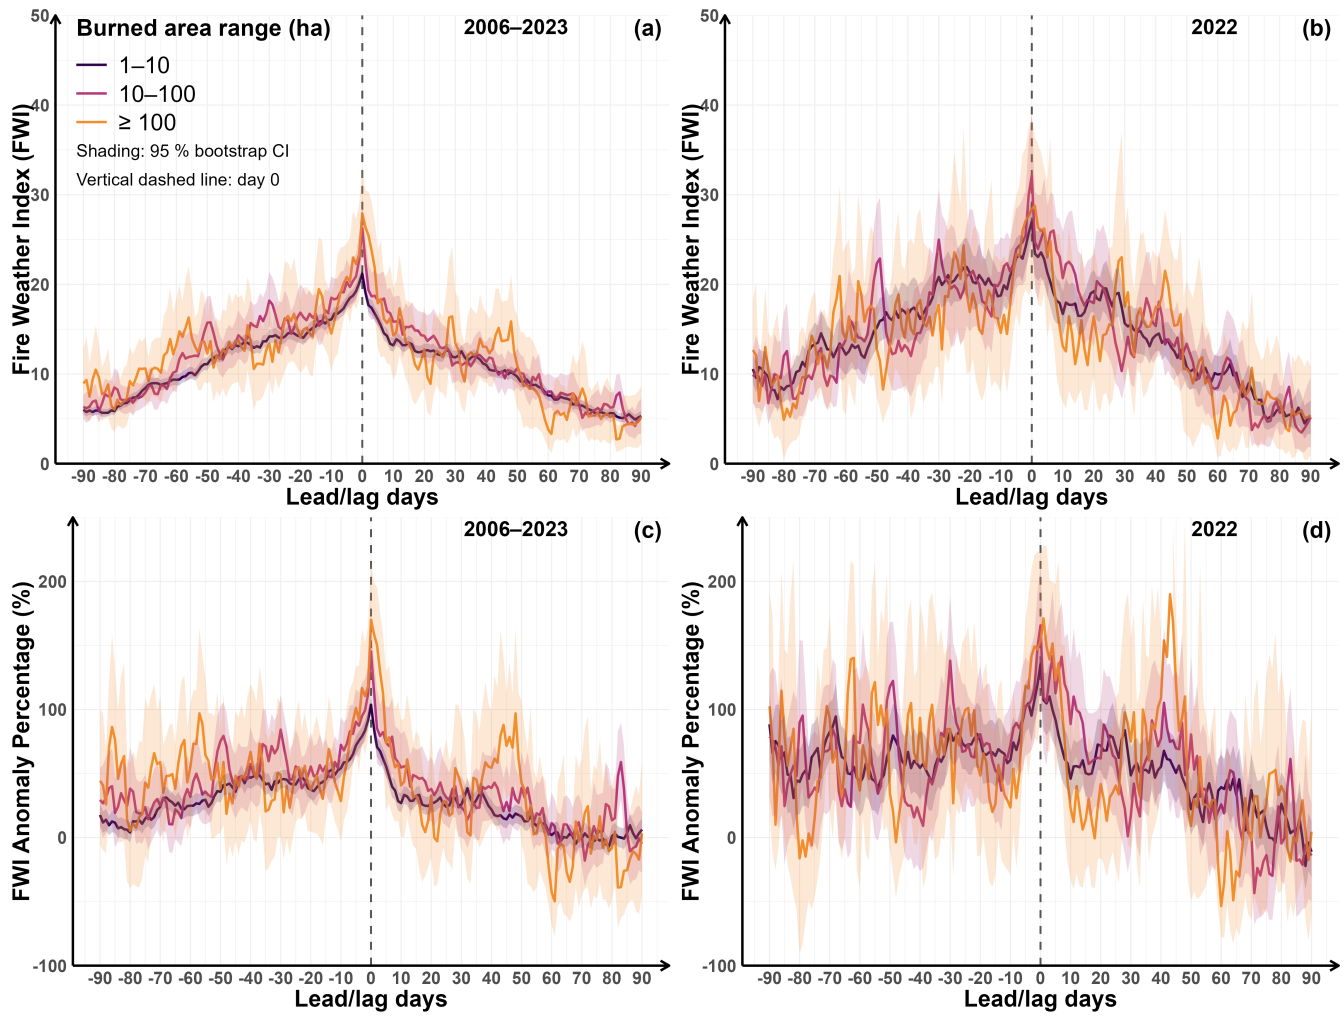 Burned area range (ha)
1–10
10–100
≥ 100
Shading: 95 % bootstrap CI
Vertical dashed line: day 0
2006–2023
(a)
Fire Weather Index (FWI)
50
40
30
20
10
0
-90 -80 -70 -60 -50 -40 -30 -20 -10 0 10 20 30 40 50 60 70 80 90
Lead/lag days
2022
(b)
Fire Weather Index (FWI)
50
40
30
20
10
0
-90 -80 -70 -60 -50 -40 -30 -20 -10 0 10 20 30 40 50 60 70 80 90
Lead/lag days
2006–2023
(c)
FWI Anomaly Percentage (%)
200
100
0
-100
-90 -80 -70 -60 -50 -40 -30 -20 -10 0 10 20 30 40 50 60 70 80 90
Lead/lag days
2022
(d)
FWI Anomaly Percentage (%)
200
100
0
-100
-90 -80 -70 -60 -50 -40 -30 -20 -10 0 10 20 30 40 50 60 70 80 90
Lead/lag days